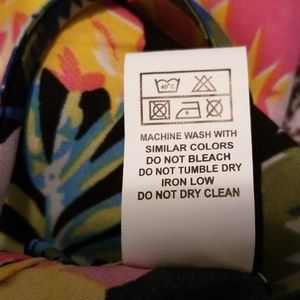 40°C
MACHINE WASH WITH
SIMILAR COLORS
DO NOT BLEACH
DO NOT TUMBLE DRY
IRON LOW
DO NOT DRY CLEAN